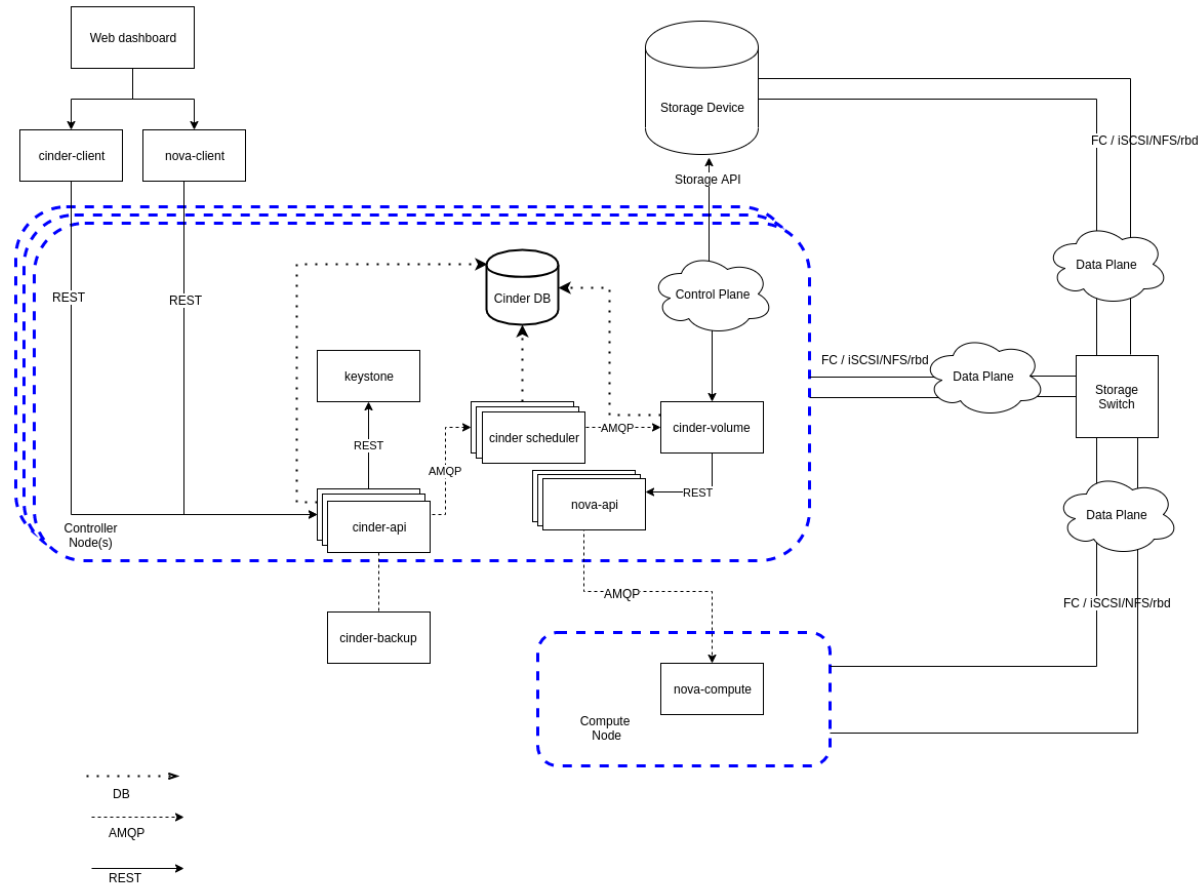 Web dashboard
cinder-client
nova-client
Storage Device
FC / iSCSI/NFS/rbd
Storage API
Data Plane
Control Plane
REST
REST
Cinder DB
keystone
FC / iSCSI/NFS/rbd
Data Plane
Storage
Switch
REST
AMQP
cinder scheduler
AMQP
cinder-volume
REST
nova-api
cinder-api
Controller
Node(s)
Data Plane
AMQP
FC / iSCSI/NFS/rbd
cinder-backup
nova-compute
Compute
Node
DB
AMQP
REST